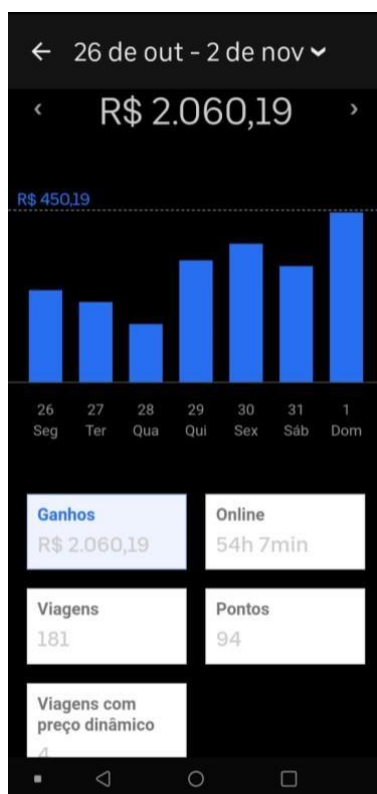 26 de out - 2 de nov
R$ 2.060,19
R$ 450,19
26 27 28 29 30 31 1
Seg Ter Qua Qui Sex Sáb Dom
Ganhos
R$ 2.060,19
Online
54h 7min
Viagens
181
Pontos
94
Viagens com
preço dinâmico
4